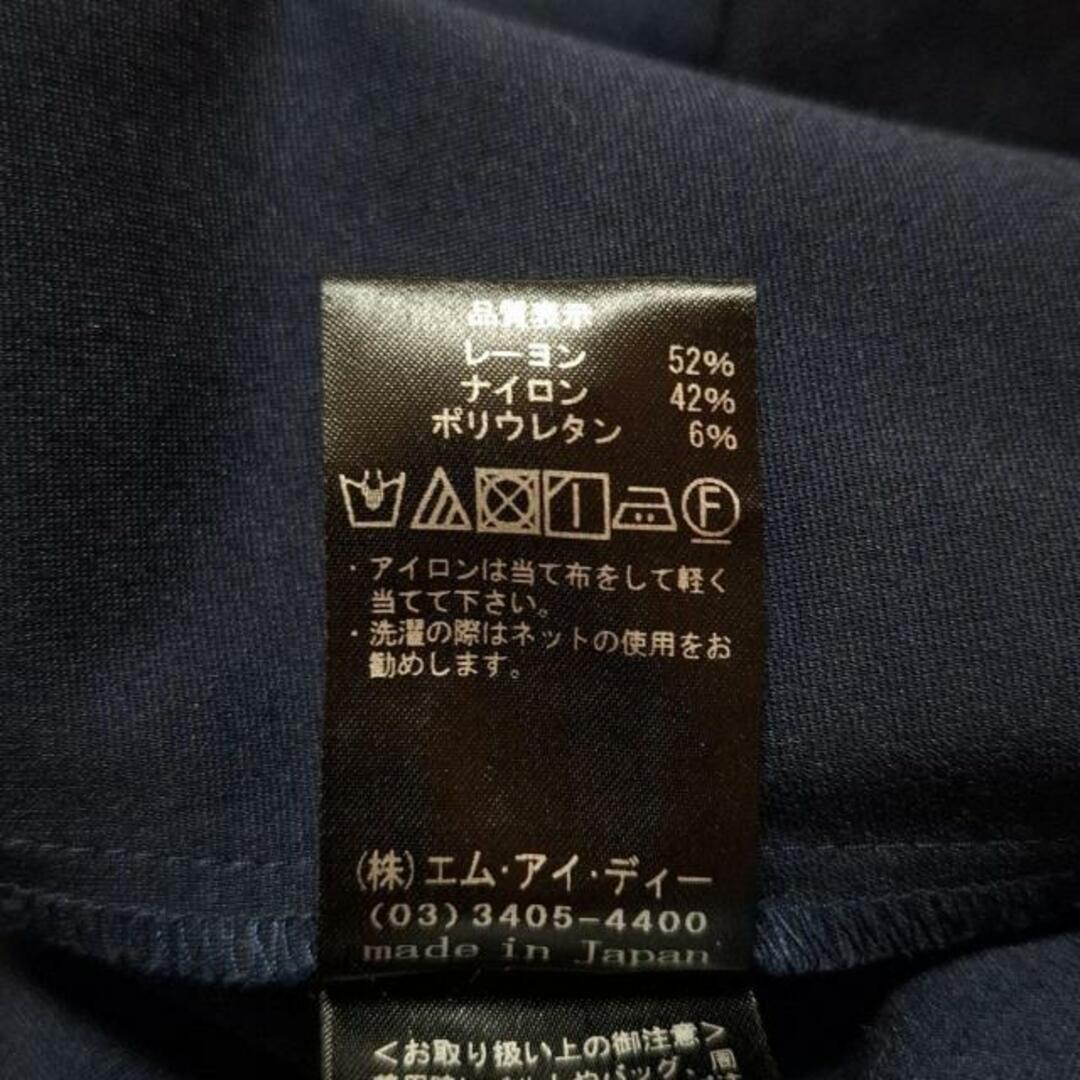 品質表示
レーヨン 52%
ナイロン 42%
ポリウレタン 6%
F
・アイロンは当て布をして軽く
当てて下さい。
・洗濯の際はネットの使用をお
勧めします。
(株)エム・アイ・ディー
(03)3405-4400
made in Japan
<お取り扱い上の御注意>
やバッグ、